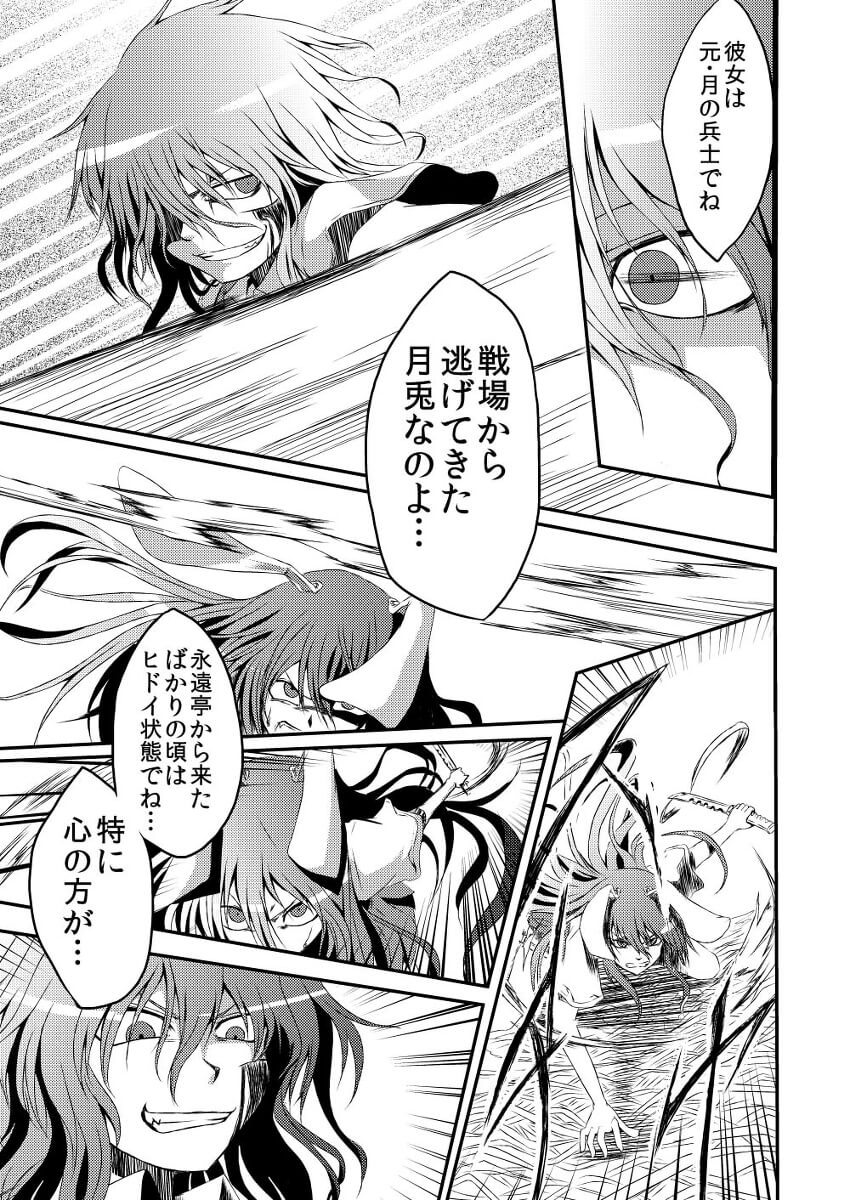 彼女は
元・月の兵士でね
戦場から
逃げてきた
月兎なのよ…
永遠亭から来た
ばかりの頃は
ヒドイ状態でね…
特に
心の方が…